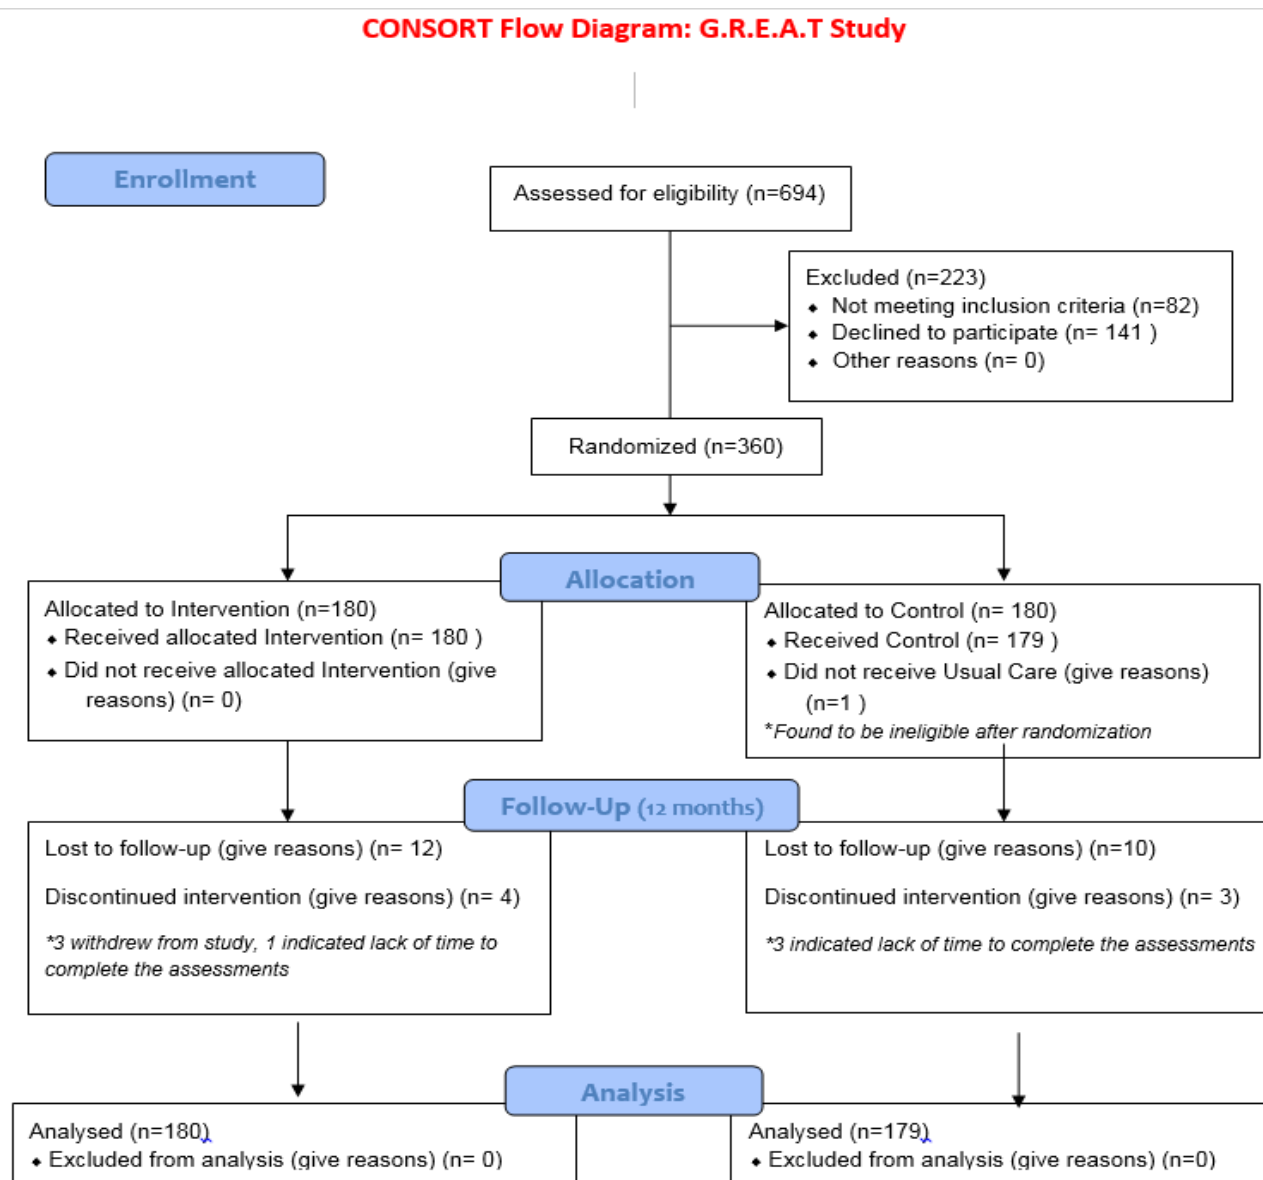 CONSORT Flow Diagram: G.R.E.A.T Study
Enrollment
Assessed for eligibility (n=694)
Excluded (n=223)
⬥ Not meeting inclusion criteria (n=82)
⬥ Declined to participate (n= 141 )
⬥ Other reasons (n= 0)
Randomized (n=360)
Allocation
Allocated to Intervention (n=180)
⬥ Received allocated Intervention (n= 180 )
⬥ Did not receive allocated Intervention (give
reasons) (n= 0)
Allocated to Control (n= 180)
⬥ Received Control (n= 179 )
⬥ Did not receive Usual Care (give reasons)
(n=1 )
*Found to be ineligible after randomization
Follow-Up (12 months)
Lost to follow-up (give reasons) (n= 12)
Discontinued intervention (give reasons) (n= 4)
*3 withdrew from study, 1 indicated lack of time to
complete the assessments
Lost to follow-up (give reasons) (n=10)
Discontinued intervention (give reasons) (n= 3)
*3 indicated lack of time to complete the assessments
Analysis
Analysed (n=180)
⬥ Excluded from analysis (give reasons) (n= 0)
Analysed (n=179)
⬥ Excluded from analysis (give reasons) (n=0)